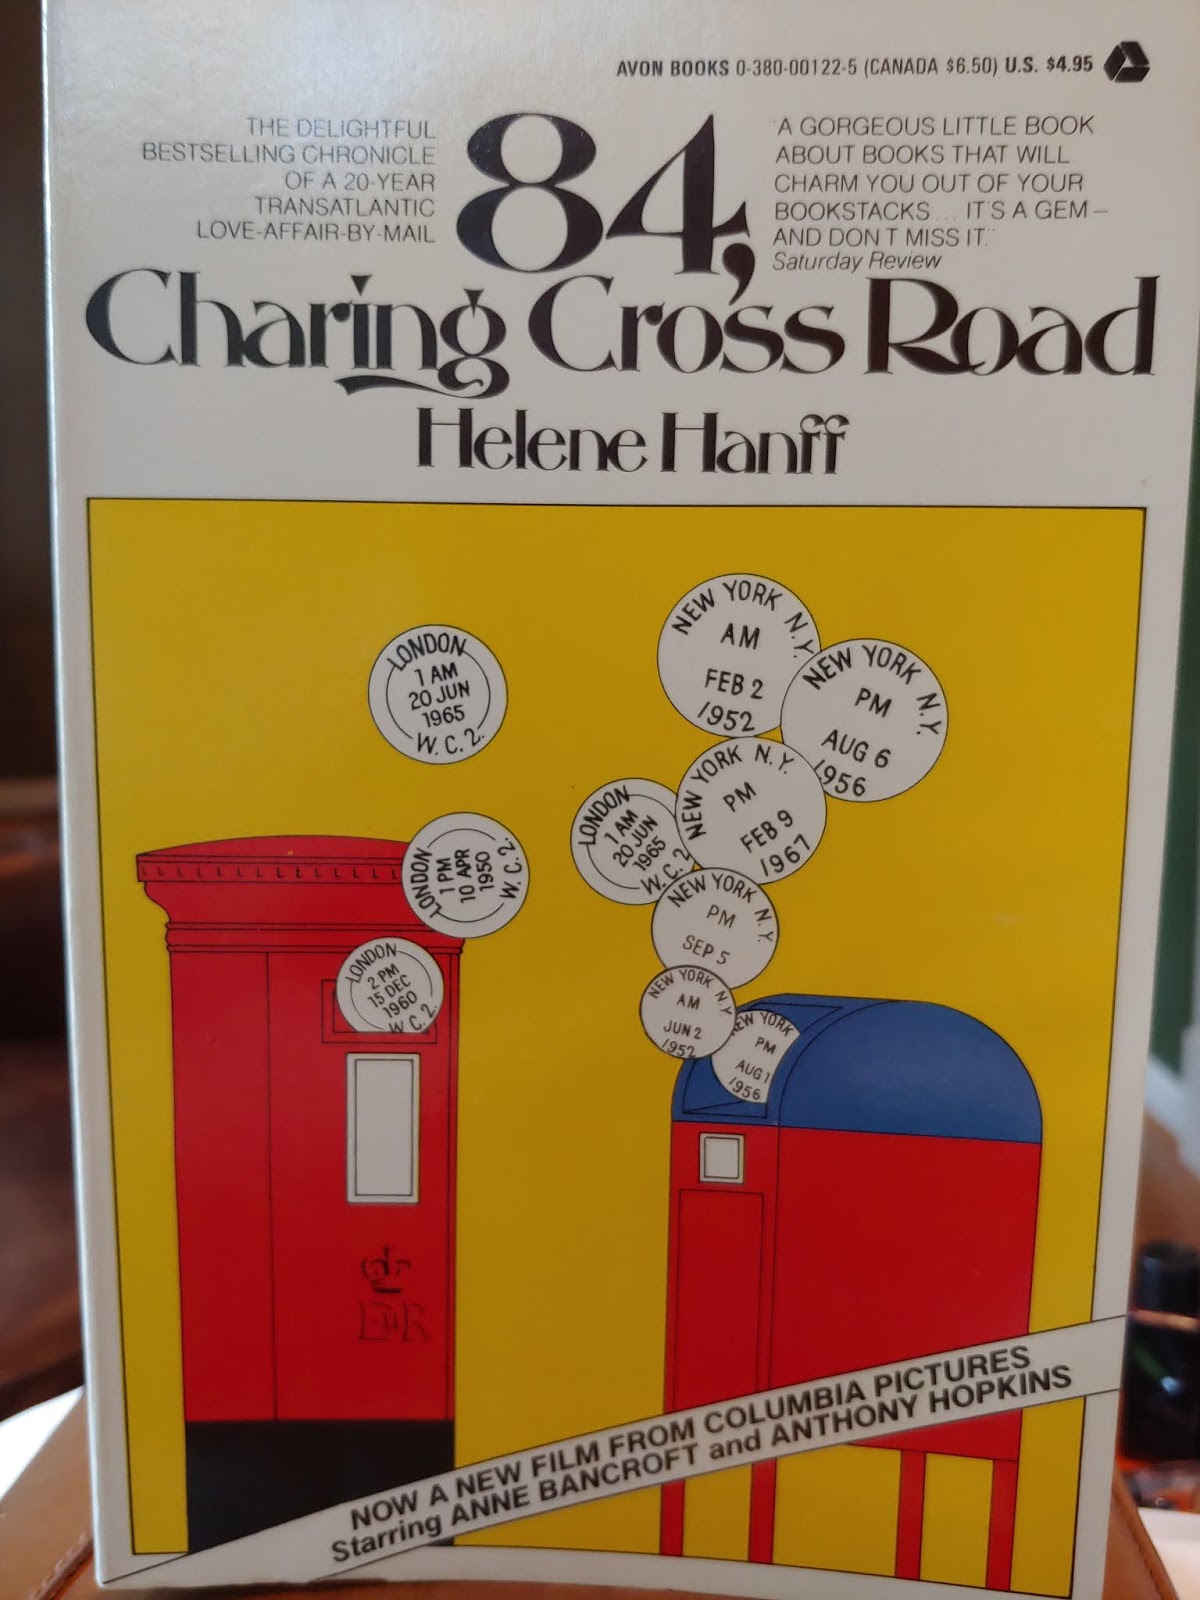 AVON BOOKS 0-380-00122-5 (CANADA $6.50) U.S. $4.95
THE DELIGHTFUL
BESTSELLING CHRONICLE
OF A 20-YEAR
TRANSATLANTIC
LOVE-AFFAIR-BY-MAIL
"A GORGEOUS LITTLE BOOK
ABOUT BOOKS THAT WILL
CHARM YOU OUT OF YOUR
BOOKSTACKS ... IT'S A GEM –
AND DON'T MISS IT."
Saturday Review
84,
Charing Cross Road
Helene Hanff
LONDON
1 AM
20 JUN
1965
W.C.2.
NEW YORK N.Y.
AM
FEB 2
1952
NEW YORK N.Y.
PM
AUG 6
1956
NEW YORK N.Y.
PM
FEB 9
1967
LONDON
1 AM
20 JUN
1965
W.C.2
LONDON
1 PM
10 APR
1950
W.C.2.
NEW YORK N.Y.
PM
SEP 5
LONDON
2 PM
15 DEC
1960
W.C.2.
NEW YORK N.Y.
AM
JUN 2
1952
EW YORK
PM
AUG 1
1956
EIIR
NOW A NEW FILM FROM COLUMBIA PICTURES
Starring ANNE BANCROFT and ANTHONY HOPKINS